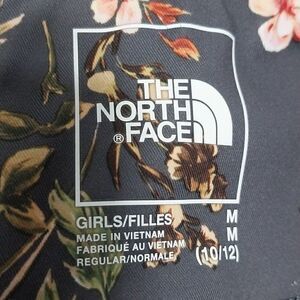 THE
NORTH
FACE
®
GIRLS/FILLES M
MADE IN VIETNAM M
FABRIQUÉ AU VIETNAM
REGULAR/NORMALE (10/12)